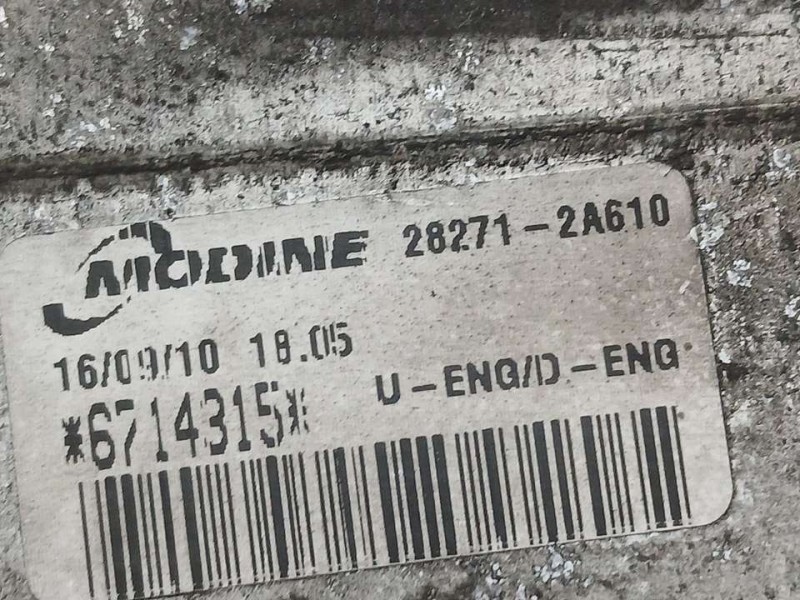 MODINE 28271-2A610
16/09/10 18.05
U-ENG/D-ENG
*6714315*